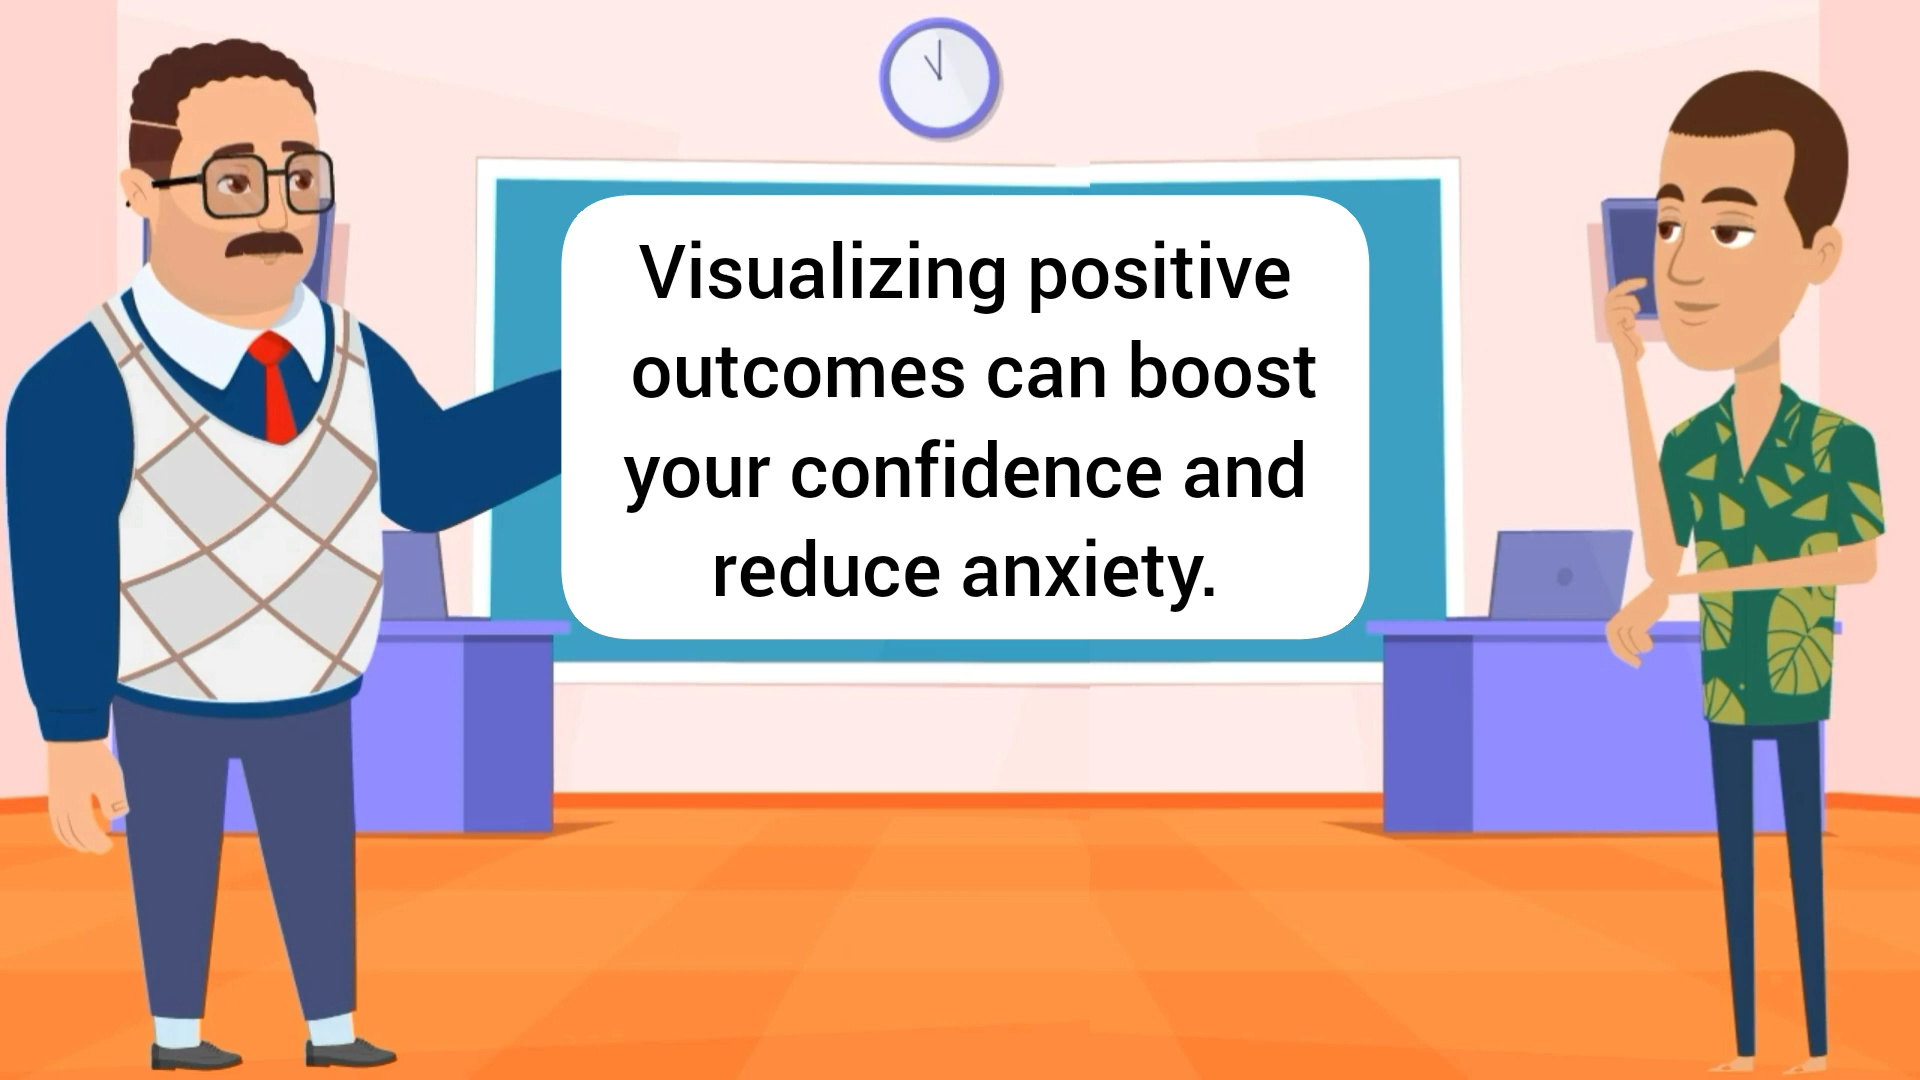 Visualizing positive
outcomes can boost
your confidence and
reduce anxiety.